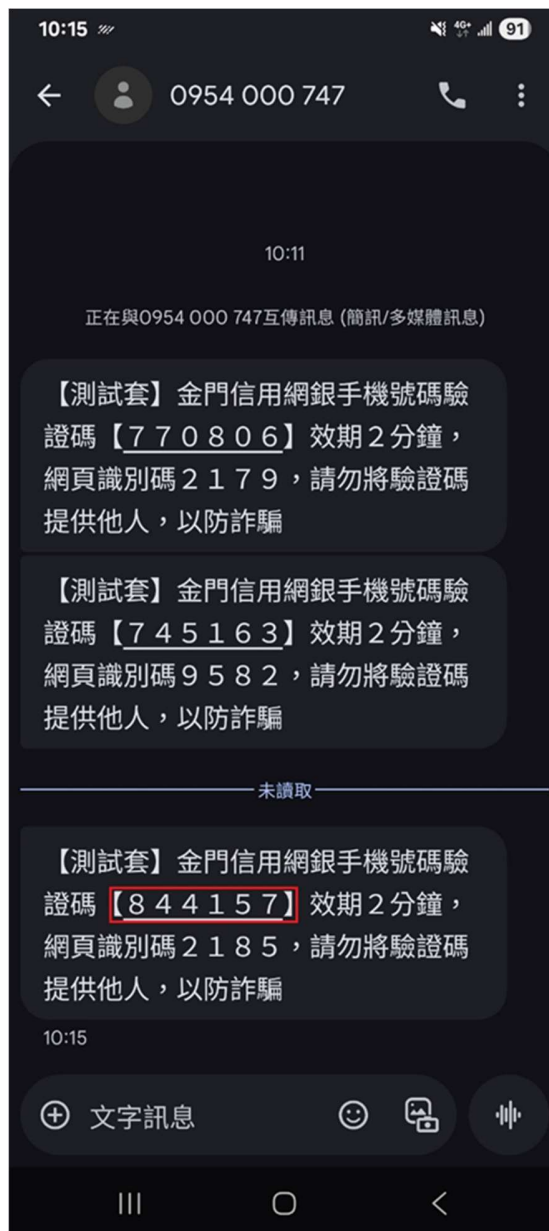 10:15
4G+ 91
0954 000 747
10:11
正在與0954 000 747互傳訊息 (簡訊/多媒體訊息)
【測試套】金門信用網銀手機號碼驗
證碼【７７０８０６】效期２分鐘，
網頁識別碼２１７９，請勿將驗證碼
提供他人，以防詐騙
【測試套】金門信用網銀手機號碼驗
證碼【７４５１６３】效期２分鐘，
網頁識別碼９５８２，請勿將驗證碼
提供他人，以防詐騙
未讀取
【測試套】金門信用網銀手機號碼驗
證碼【８４４１５７】效期２分鐘，
網頁識別碼２１８５，請勿將驗證碼
提供他人，以防詐騙
10:15
文字訊息